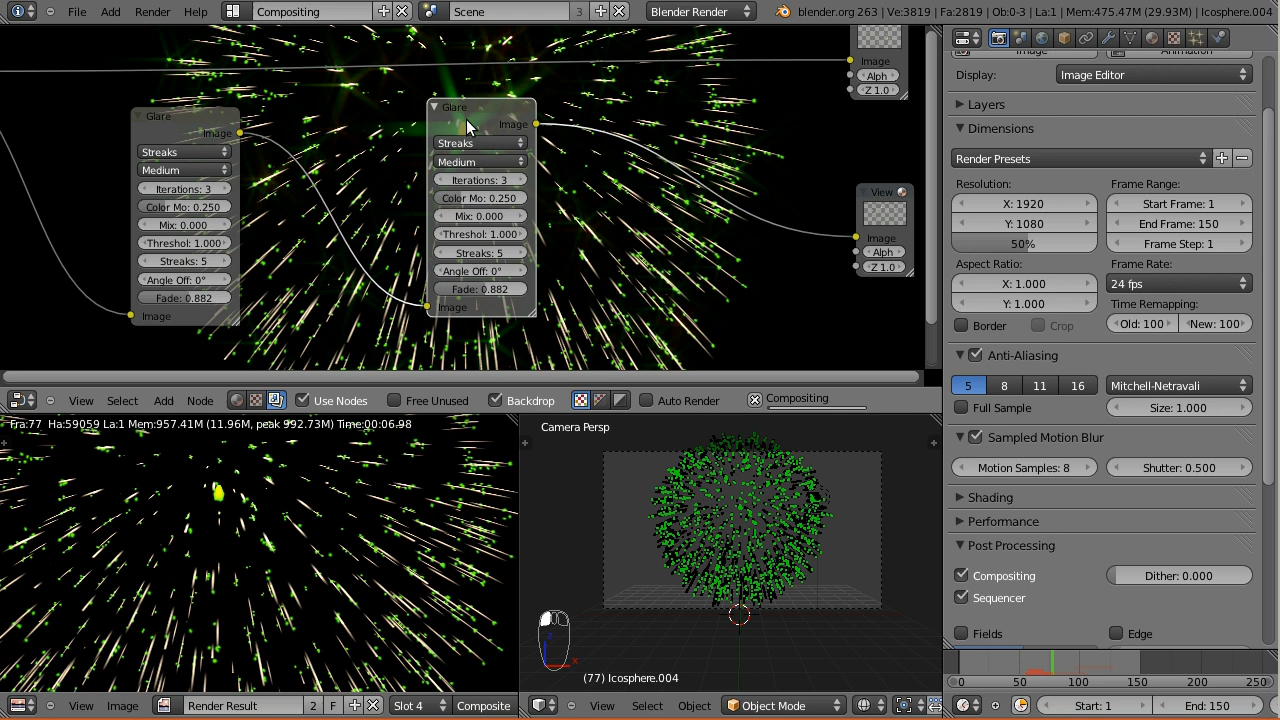 File Add Render Help Compositing Scene 3 Blender Render blender.org 263 | Ve:3819 | Fa:2819 | Ob:0-3 | La:1 | Mem:475.47M (29.93M) | Icosphere.004
Image
Alph
Z 1.0
Glare
Image
Streaks
Medium
Iterations: 3
Color Mo: 0.250
Mix: 0.000
Threshol: 1.000
Streaks: 5
Angle Off: 0°
Fade: 0.882
Image
Glare
Image
Streaks
Medium
Iterations: 3
Color Mo: 0.250
Mix: 0.000
Threshol: 1.000
Streaks: 5
Angle Off: 0°
Fade: 0.882
Image
View
Image
Alph
Z 1.0
View Select Add Node Use Nodes Free Unused Backdrop Auto Render Compositing
Fra:77 Ha:59059 La:1 Mem:957.41M (11.96M, peak 992.73M) Time:00:06.98
View Image Render Result 2 F Slot 4 Composite
Camera Persp
z
x
(77) Icosphere.004
View Select Object Object Mode
Display: Image Editor
Layers
Dimensions
Render Presets
Resolution: Frame Range:
X: 1920 Start Frame: 1
Y: 1080 End Frame: 150
50% Frame Step: 1
Aspect Ratio: Frame Rate:
X: 1.000 24 fps
Y: 1.000 Time Remapping:
Border Crop Old: 100 New: 100
Anti-Aliasing
5 8 11 16 Mitchell-Netravali
Full Sample Size: 1.000
Sampled Motion Blur
Motion Samples: 8 Shutter: 0.500
Shading
Performance
Post Processing
Compositing Dither: 0.000
Sequencer
Fields Edge
0 50 100 150 200 250
Start: 1 End: 150